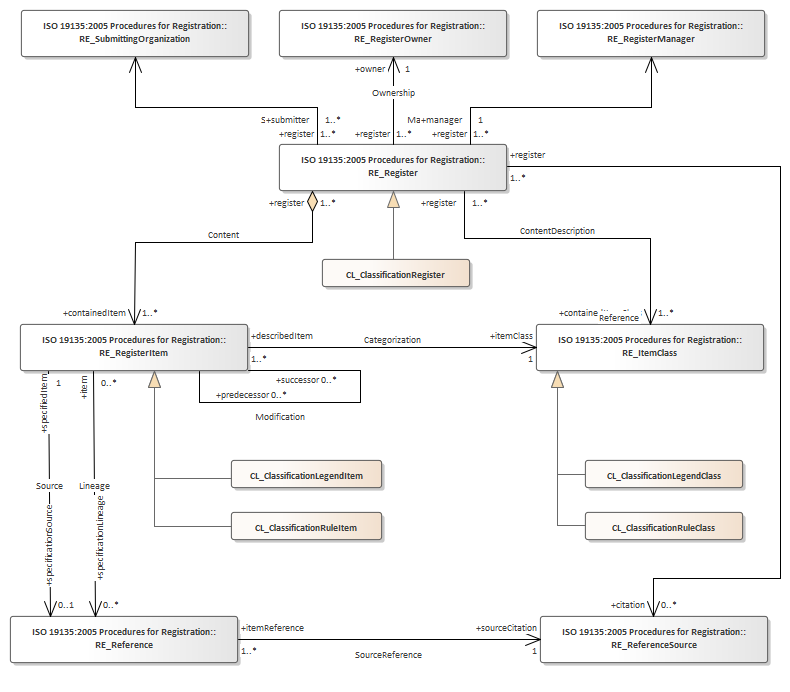 ISO 19135:2005 Procedures for Registration::
RE_SubmittingOrganization
ISO 19135:2005 Procedures for Registration::
RE_RegisterOwner
ISO 19135:2005 Procedures for Registration::
RE_RegisterManager
+owner 1
Ownership
S+submitter 1..*
Ma+manager 1
+register 1..*
+register 1..*
+register 1..*
ISO 19135:2005 Procedures for Registration::
RE_Register
+register
1..*
+register 1..*
+register 1..*
Content
ContentDescription
CL_ClassificationRegister
+containedItem 1..*
+containe
1..*
Reference
ISO 19135:2005 Procedures for Registration::
RE_RegisterItem
+describedItem
1..*
Categorization
+itemClass
1
ISO 19135:2005 Procedures for Registration::
RE_ItemClass
+successor 0..*
+predecessor 0..*
Modification
+specifiedItem
1
+item
0..*
CL_ClassificationLegendItem
CL_ClassificationLegendClass
Source
Lineage
CL_ClassificationRuleItem
CL_ClassificationRuleClass
+specificationSource
+specificationLineage
0..1
0..*
+citation 0..*
ISO 19135:2005 Procedures for Registration::
RE_Reference
+itemReference
1..*
SourceReference
+sourceCitation
1
ISO 19135:2005 Procedures for Registration::
RE_ReferenceSource